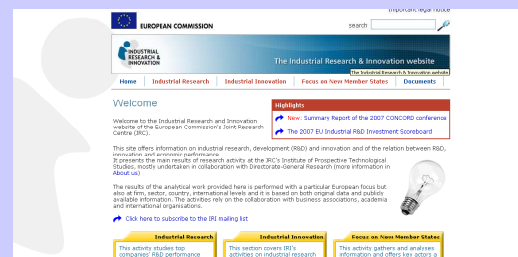 Important legal notice
EUROPEAN COMMISSION
search
INDUSTRIAL
RESEARCH &
INNOVATION
The Industrial Research & Innovation website
The Industrial Research & Innovation website
Home Industrial Research Industrial Innovation Focus on New Member States Documents
Welcome
Highlights
New: Summary Report of the 2007 CONCORD conference
The 2007 EU Industrial R&D Investment Scoreboard
Welcome to the Industrial Research and Innovation
website of the European Commission's Joint Research
Centre (JRC).
This site offers information on industrial research, development (R&D) and innovation and of the relation between R&D,
innovation and economic performance.
It presents the main results of research activity at the JRC's Institute of Prospective Technological
Studies, mostly undertaken in collaboration with Directorate-General Research (more information in
About us)
The results of the analytical work provided here is performed with a particular European focus but
also at firm, sector, country, international levels and it is based on both original data and publicly
available information. The activities rely on the collaboration with business associations, academia
and international organisations.
Click here to subscribe to the IRI mailing list
Industrial Research
Industrial Innovation
Focus on New Member States
This activity studies top
companies' R&D performance
This section covers IRI's
activities on industrial research
This activity gathers and analyses
information and offers key actors a